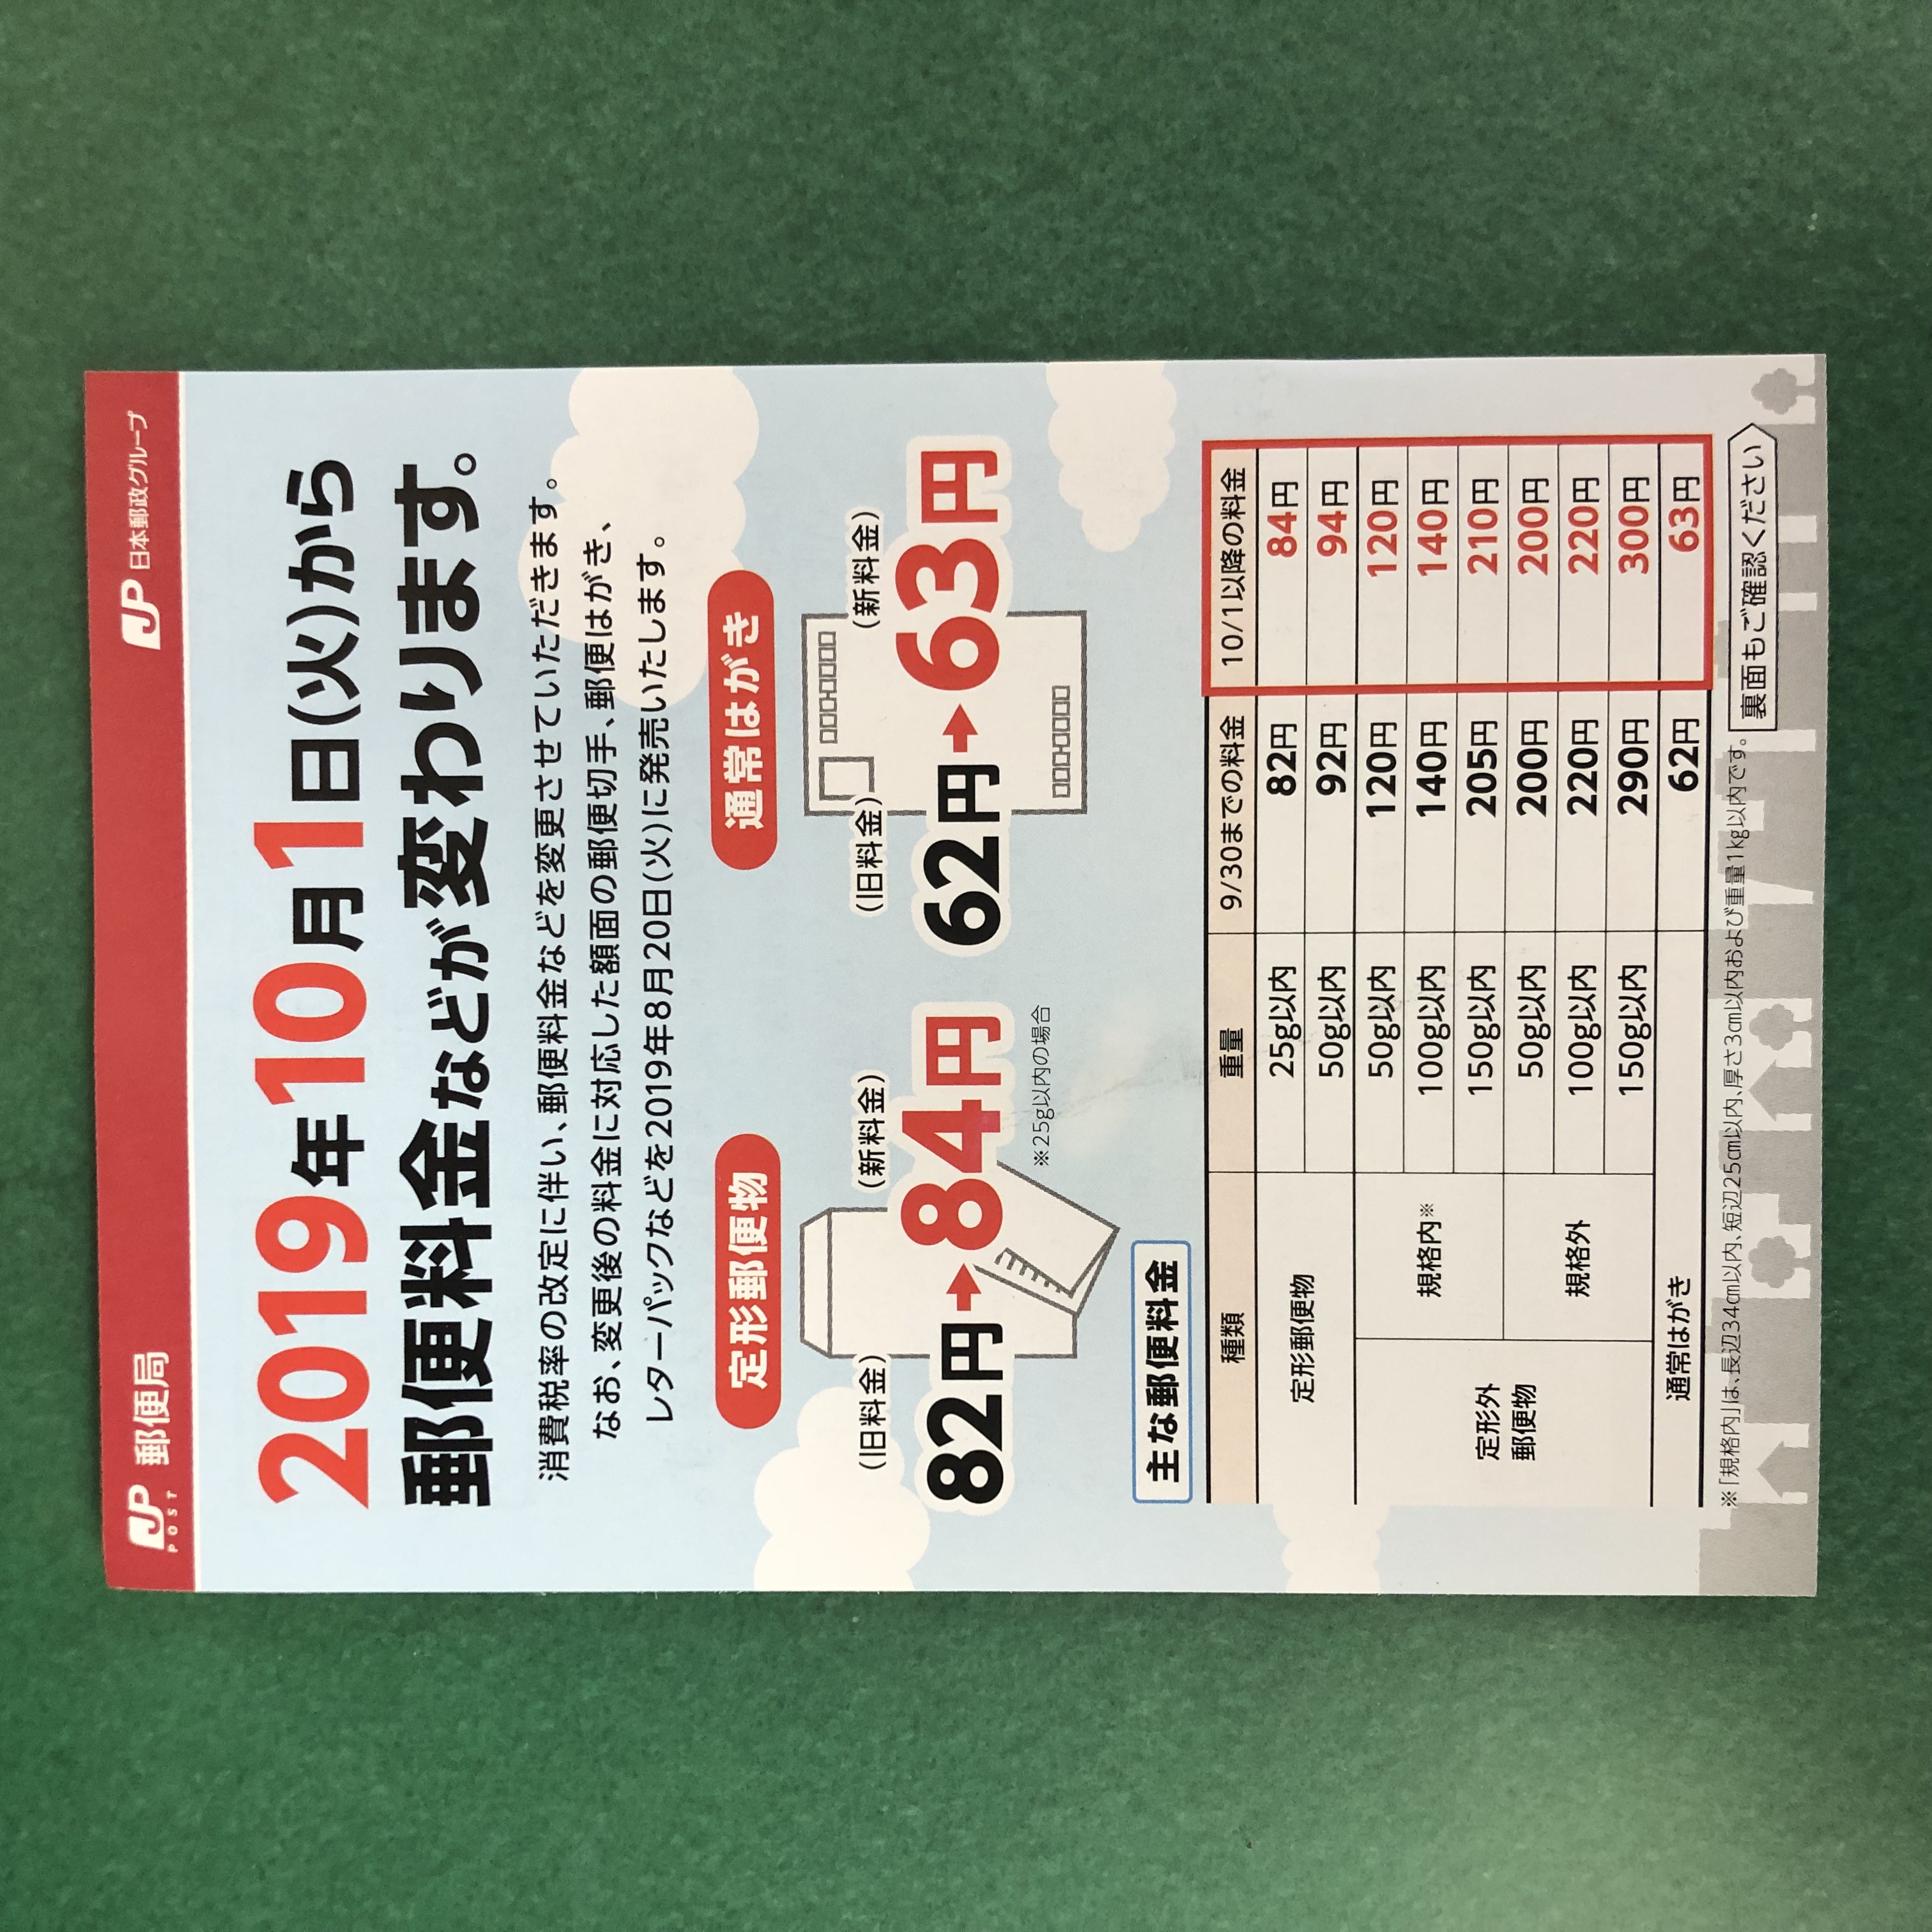 JP POST 郵便局
JP 日本郵政グループ
2019年10月1日(火)から
郵便料金などが変わります。
消費税率の改定に伴い、郵便料金などを変更させていただきます。
なお、変更後の料金に対応した額面の郵便切手、郵便はがき、
レターパックなどを2019年8月20日(火)に発売いたします。
定形郵便物
(旧料金) (新料金)
82円→84円
※25g以内の場合
通常はがき
(旧料金) (新料金)
62円→63円
主な郵便料金
種類 重量 9/30までの料金 10/1以降の料金
定形郵便物 25g以内 82円 84円
50g以内 92円 94円
定形外
郵便物
規格内※ 50g以内 120円 120円
100g以内 140円 140円
150g以内 205円 210円
規格外 50g以内 200円 200円
100g以内 220円 220円
150g以内 290円 300円
通常はがき 62円 63円
※「規格内」は、長辺34cm以内、短辺25cm以内、厚さ3cm以内および重量1kg以内です。
裏面もご確認ください